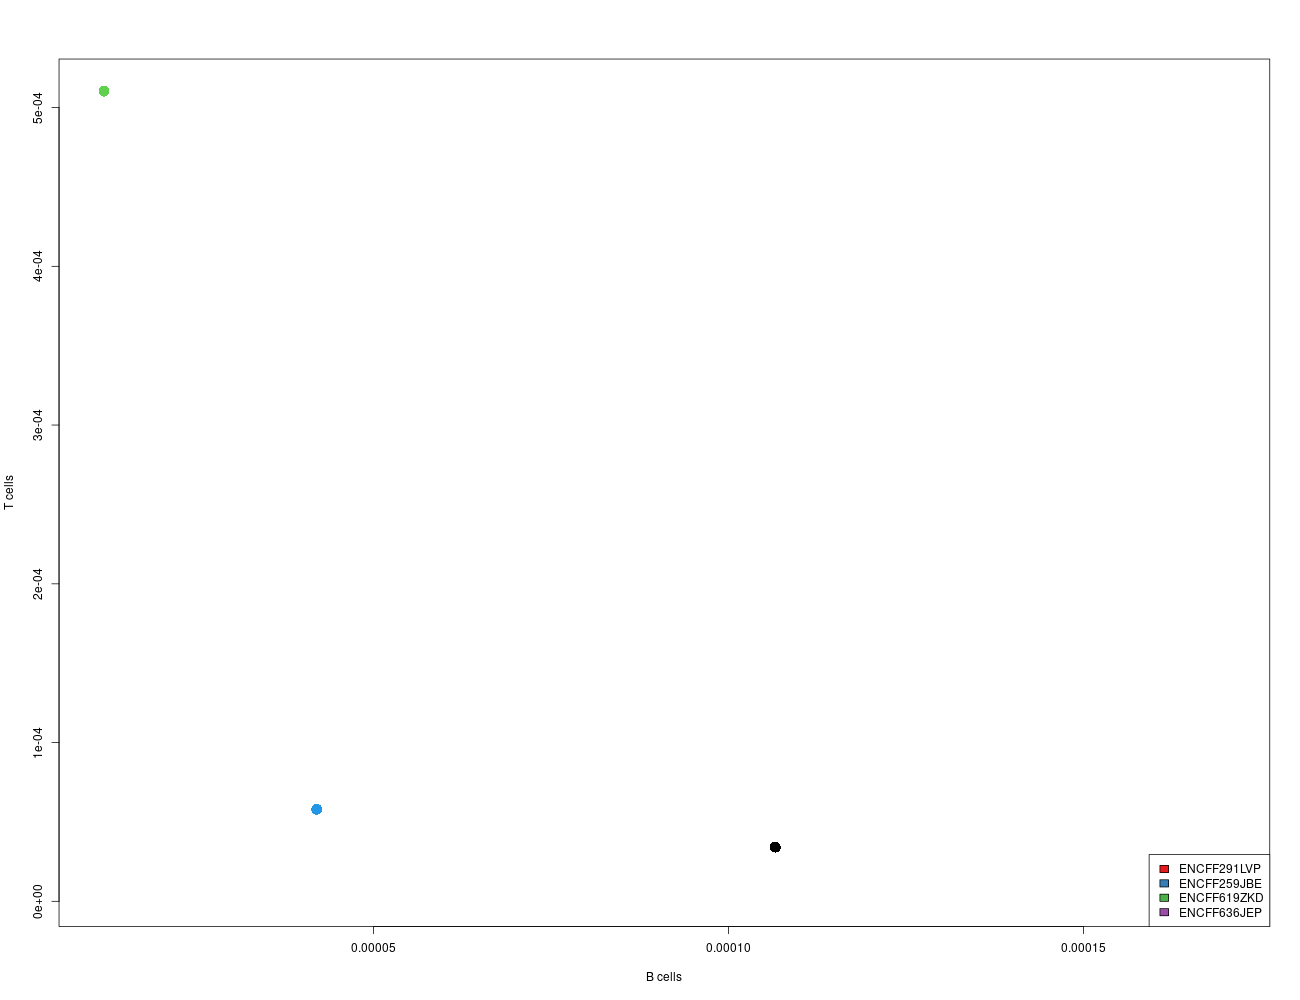 5e-04
4e-04
3e-04
2e-04
1e-04
0e+00
T cells
0.00005
0.00010
0.00015
B cells
ENCFF291LVP
ENCFF259JBE
ENCFF619ZKD
ENCFF636JEP